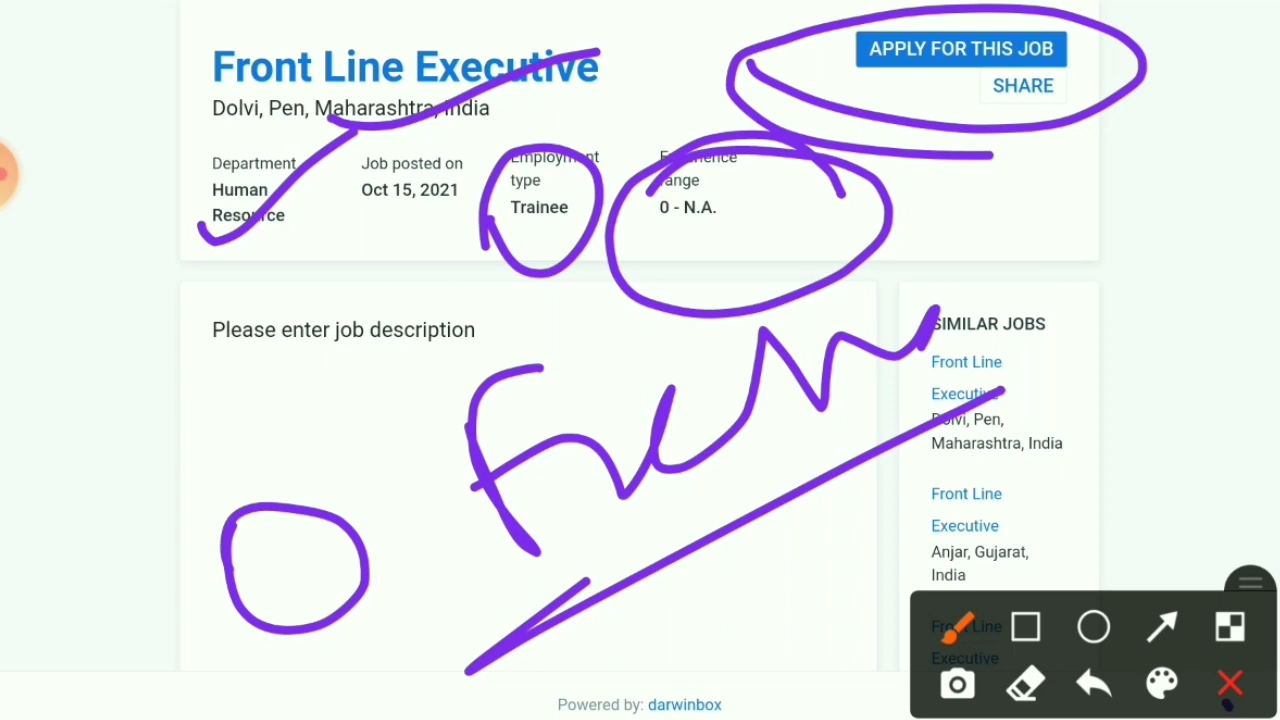 Front Line Executive
APPLY FOR THIS JOB
SHARE
Dolvi, Pen, Maharashtra, India
Department
Human
Resource
Job posted on
Oct 15, 2021
Employment
type
Trainee
Experience
range
0 - N.A.
Please enter job description
SIMILAR JOBS
Front Line
Executive
Dolvi, Pen,
Maharashtra, India
Front Line
Executive
Anjar, Gujarat,
India
Front Line
Executive
Powered by: darwinbox